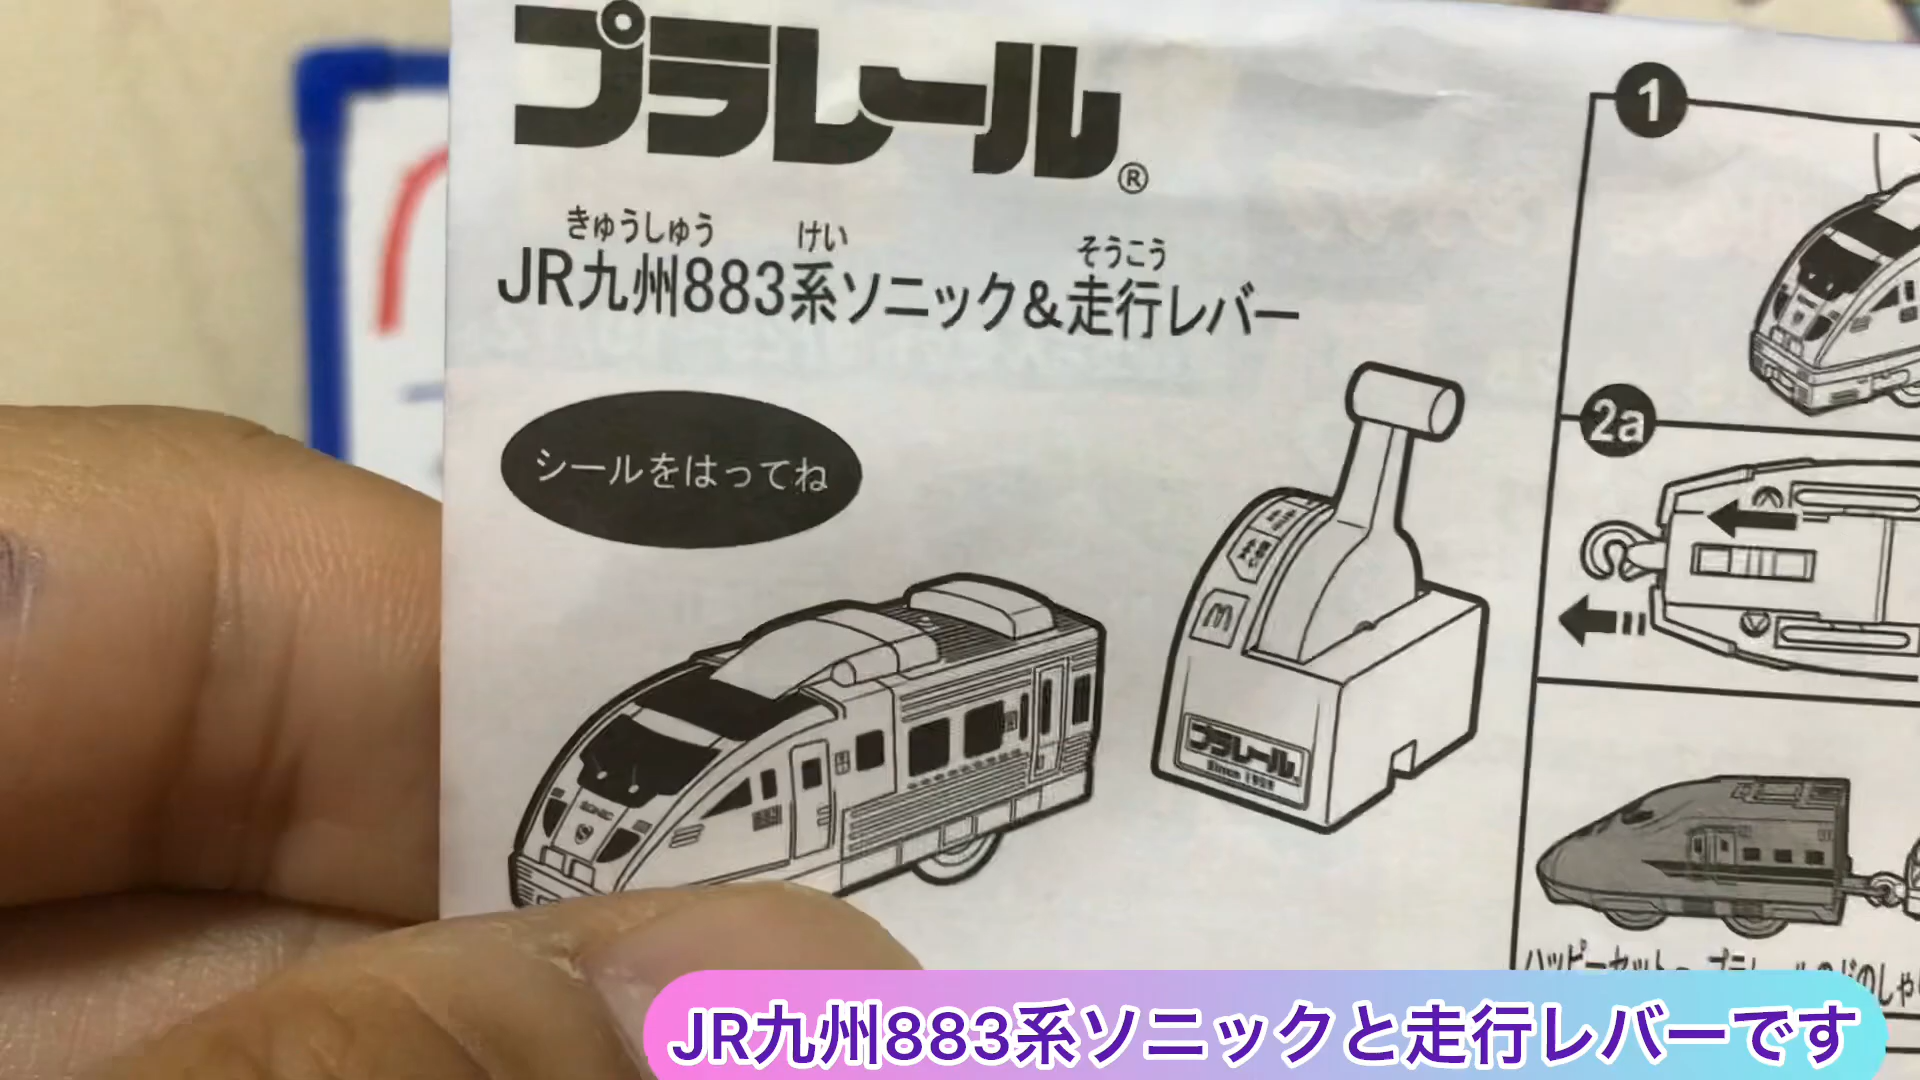 プラレール®
きゅうしゅう けい そうこう
JR九州883系ソニック&走行レバー
シールをはってね
1
2a
M
プラレール
SONIC
JR九州883系ソニックと走行レバーです